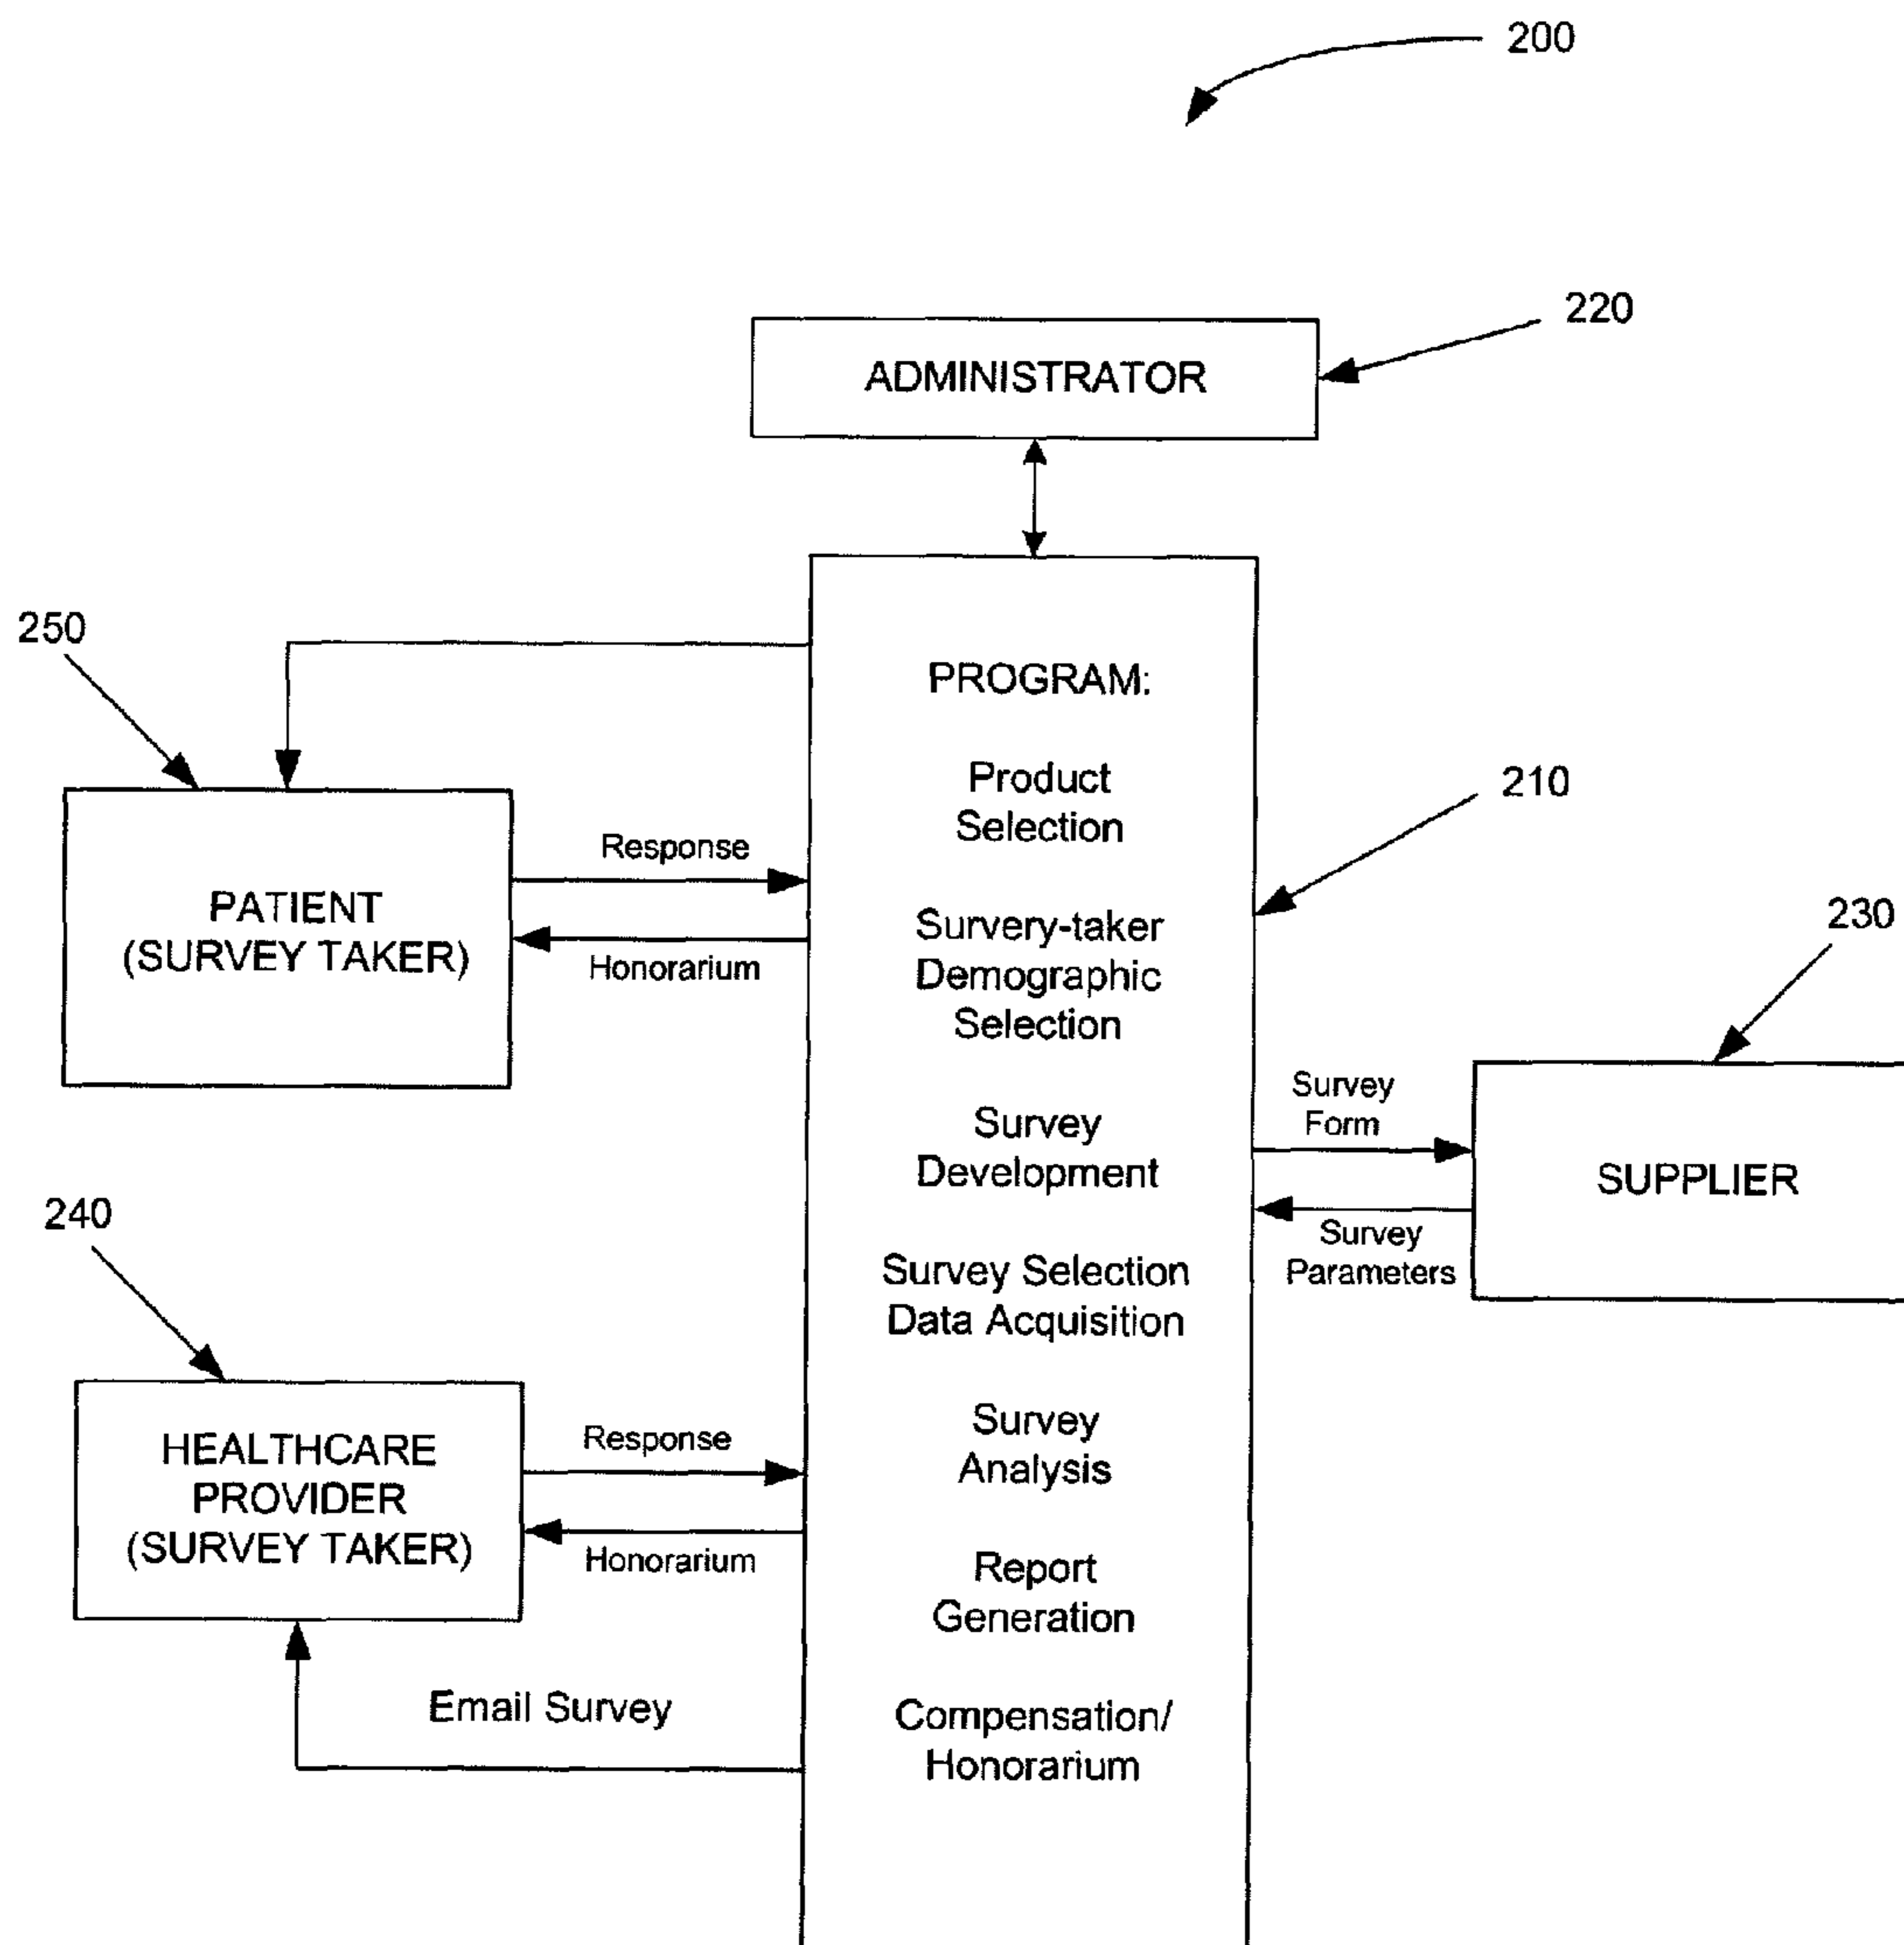 200
220
ADMINISTRATOR
250
PROGRAM:
Product
Selection
210
Response
PATIENT
(SURVEY TAKER)
Honorarium
Survery-taker
Demographic
Selection
230
Survey
Form
SUPPLIER
Survey
Parameters
Survey
Development
240
Survey Selection
Data Acquisition
Response
HEALTHCARE
PROVIDER
(SURVEY TAKER)
Honorarium
Survey
Analysis
Report
Generation
Email Survey
Compensation/
Honorarium